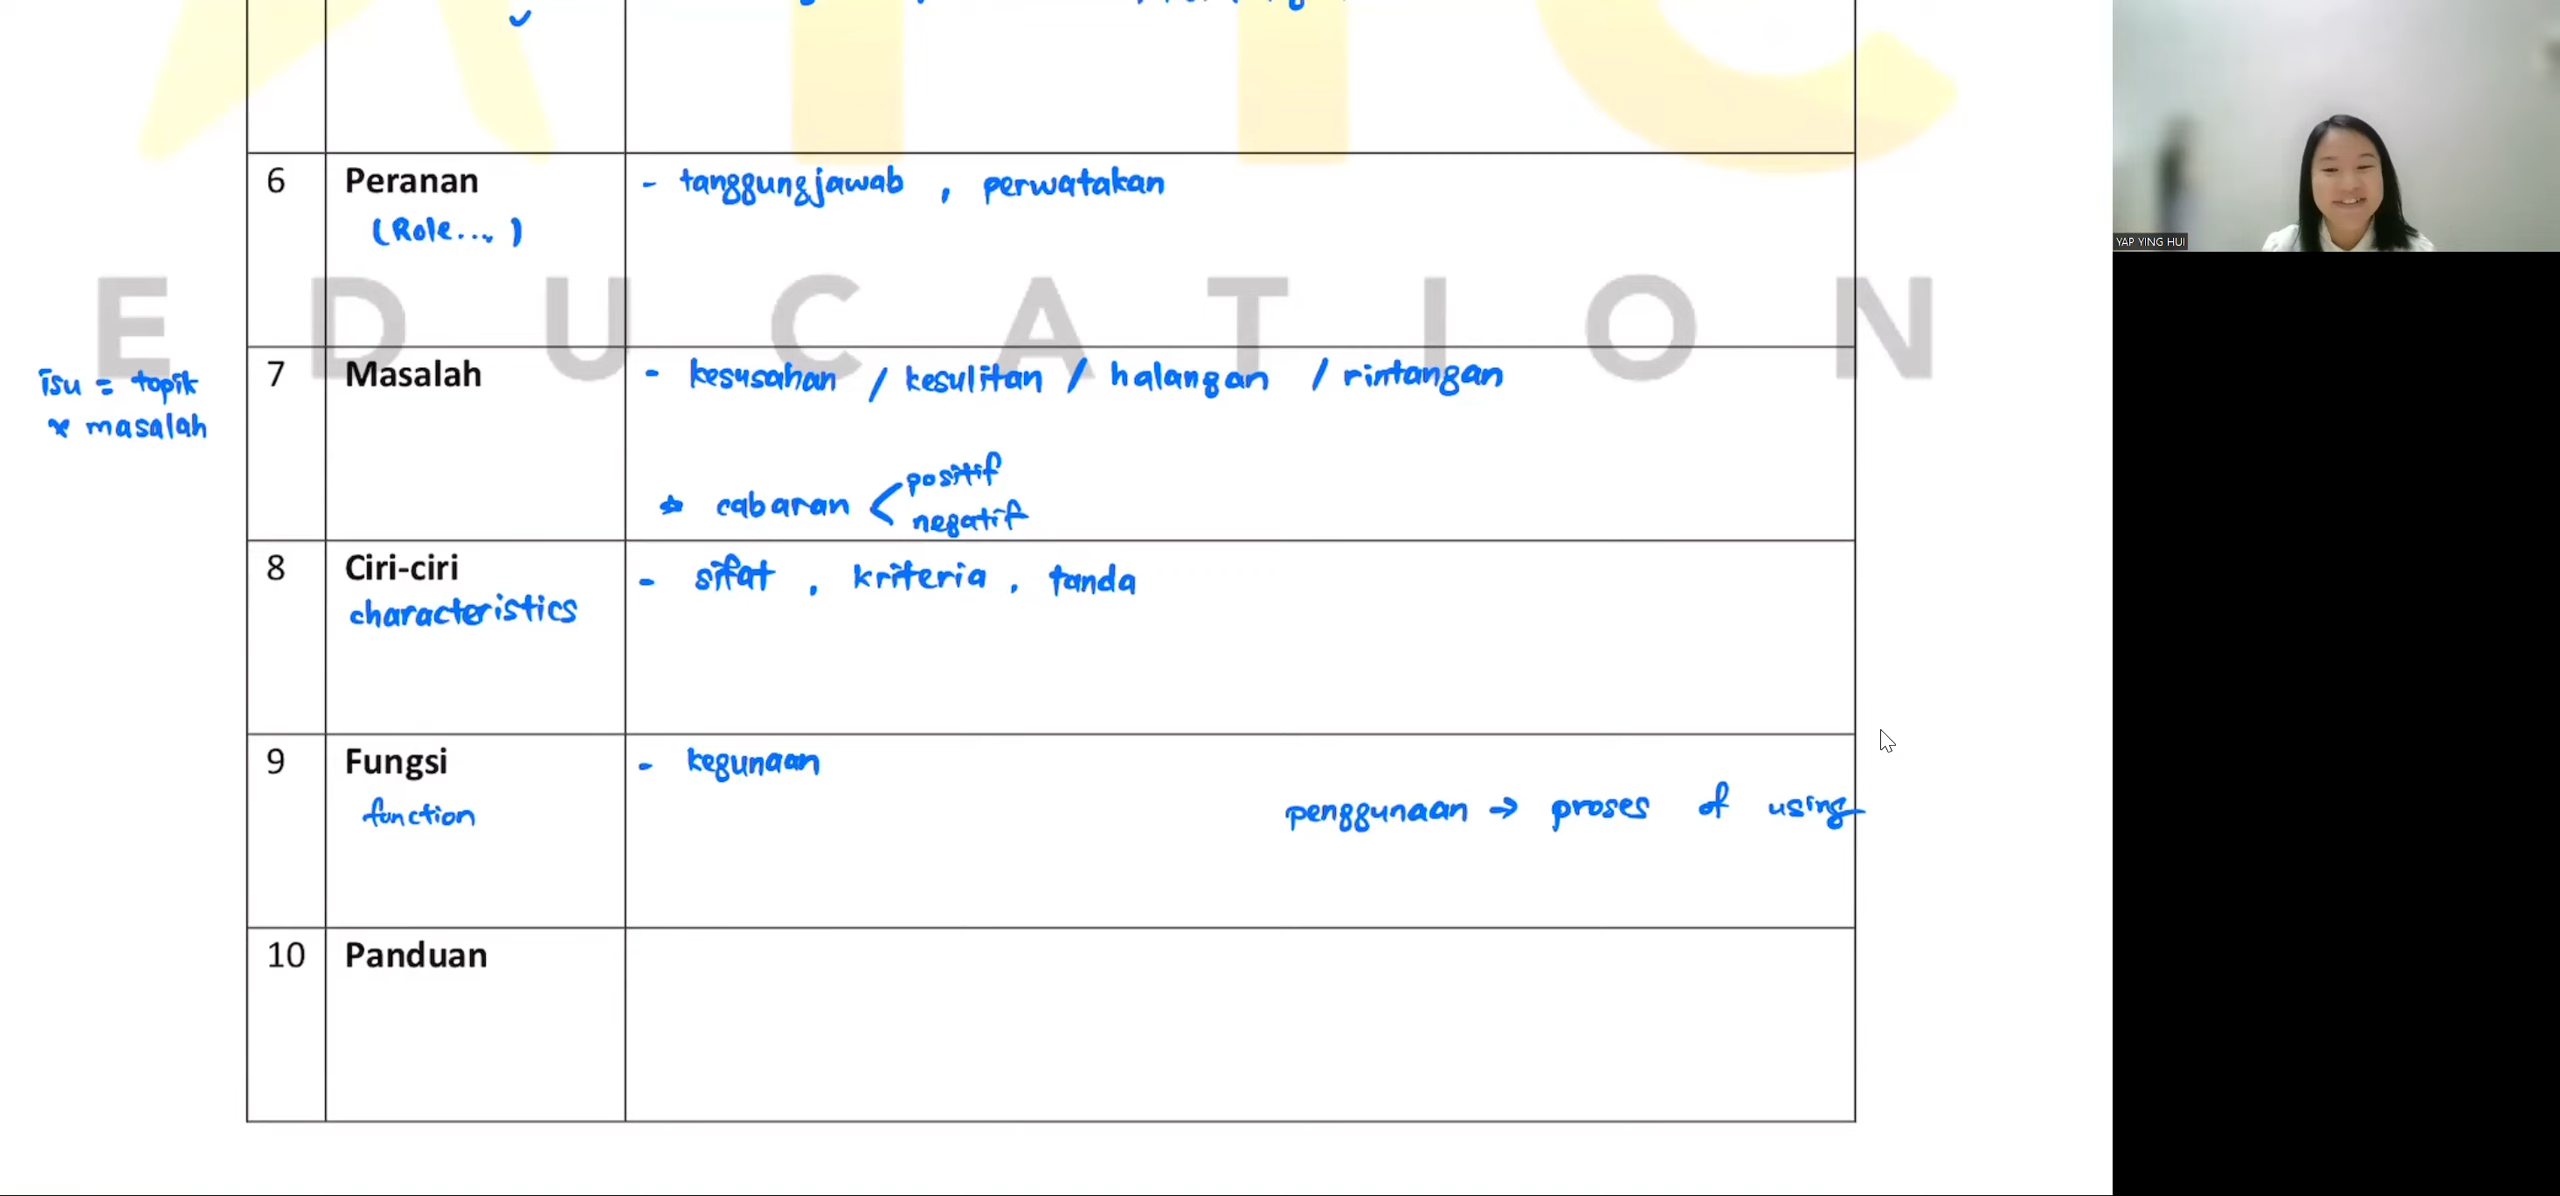 6 Peranan - tanggungjawab , perwatakan
(Role...)
E D U C A T I O N
7 Masalah - kesusahan / kesulitan / halangan / rintangan
isu = topik
x masalah
* cabaran < positif
negatif
8 Ciri-ciri - sifat , kriteria , tanda
characteristics
9 Fungsi - kegunaan
function
penggunaan → proses of using
10 Panduan
YAP YING HUI